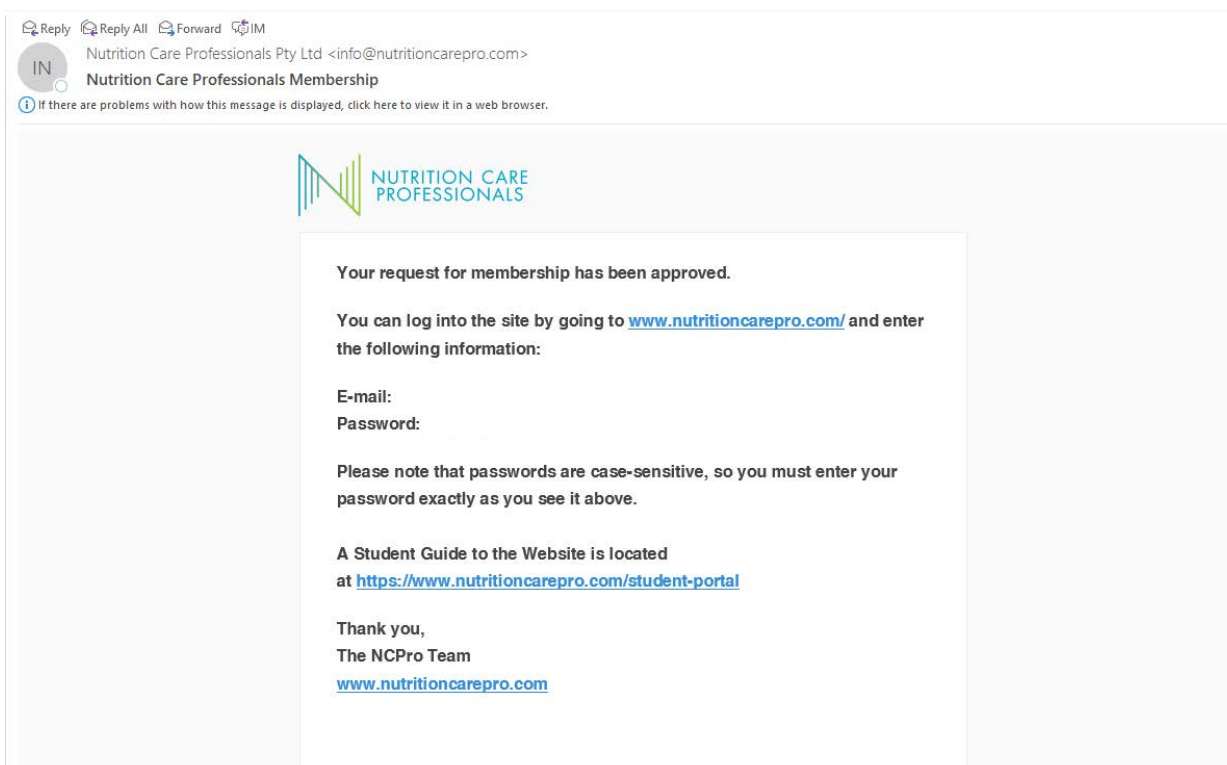 Reply Reply All Forward IM
IN
Nutrition Care Professionals Pty Ltd <info@nutritioncarepro.com>
Nutrition Care Professionals Membership
If there are problems with how this message is displayed, click here to view it in a web browser.
NUTRITION CARE
PROFESSIONALS
Your request for membership has been approved.
You can log into the site by going to www.nutritioncarepro.com/ and enter
the following information:
E-mail:
Password:
Please note that passwords are case-sensitive, so you must enter your
password exactly as you see it above.
A Student Guide to the Website is located
at https://www.nutritioncarepro.com/student-portal
Thank you,
The NCPro Team
www.nutritioncarepro.com